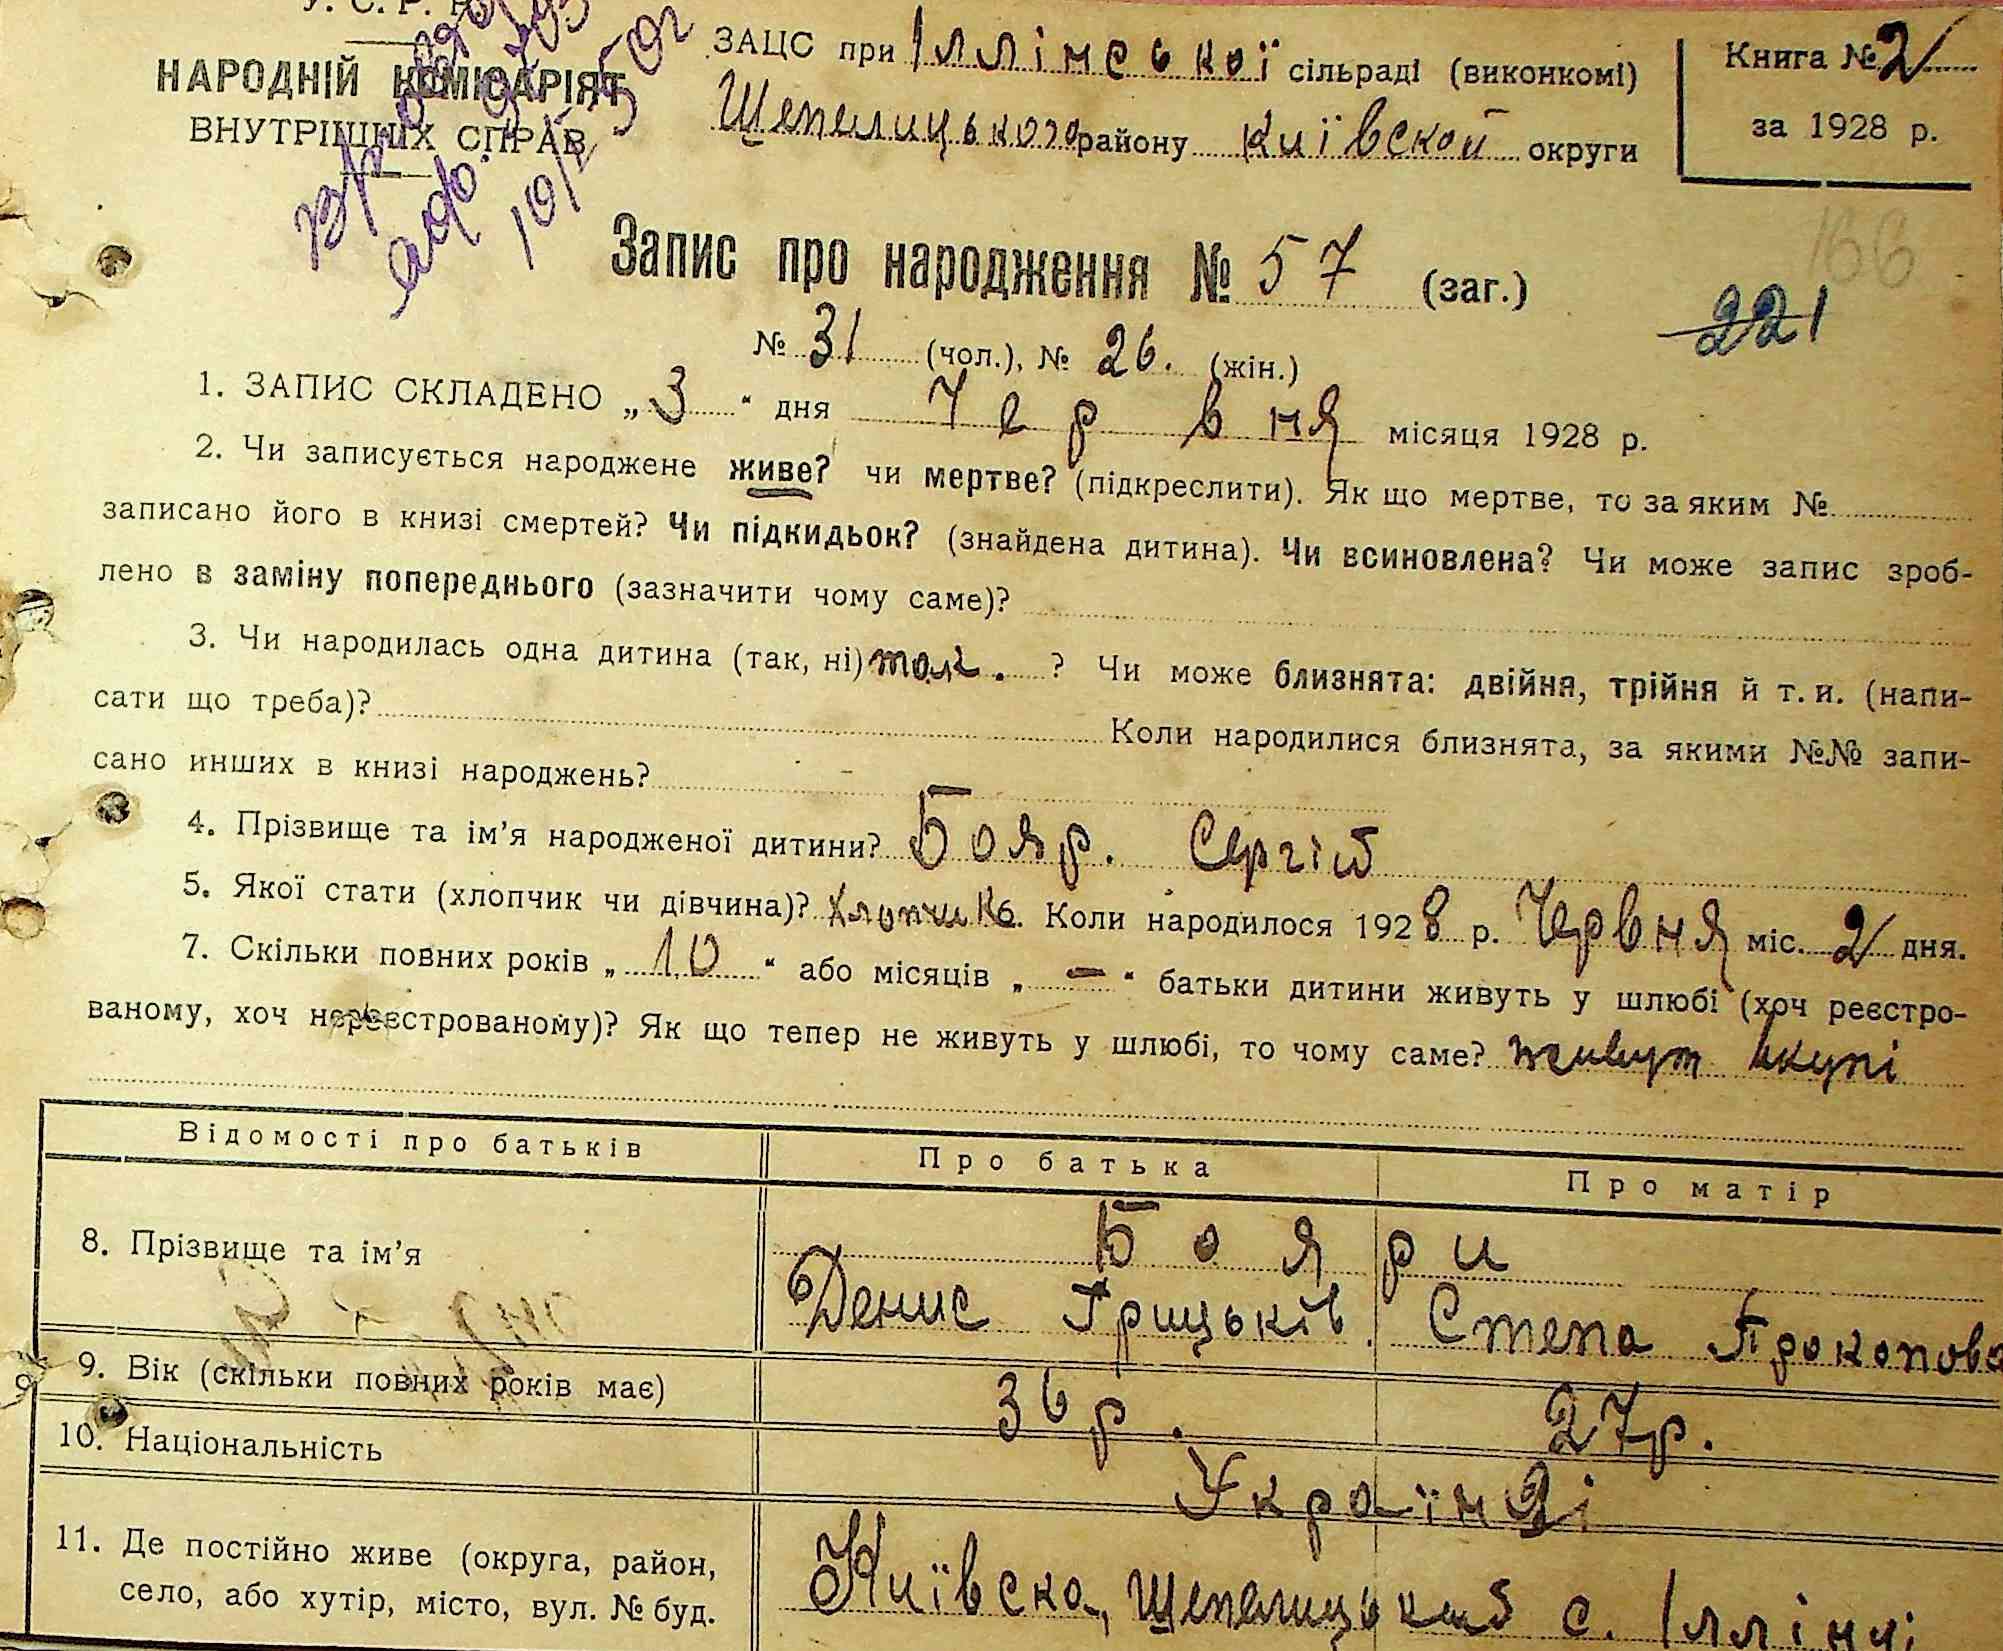 У. С. Р. Р.
НАРОДНІЙ КОМІСАРІЯТ
ВНУТРІШНІХ СПРАВ
ЗАЦС при Іллінської сільраді (виконкомі)
Щепелицького району Київской округи
Книга № 2
за 1928 р.
166
221
Запис про народження № 57 (заг.)
№ 31 (чол.), № 26. (жін.)
1. ЗАПИС СКЛАДЕНО „3“ дня Червня місяця 1928 р.
2. Чи записується народжене живе? чи мертве? (підкреслити). Як що мертве, то за яким №
записано його в книзі смертей? Чи підкидьок? (знайдена дитина). Чи всиновлена? Чи може запис зроб-
лено в заміну попереднього (зазначити чому саме)?
3. Чи народилась одна дитина (так, ні) так. ? Чи може близнята: двійня, трійня й т. и. (напи-
сати що треба)? Коли народилися близнята, за якими №№ запи-
сано инших в книзі народжень? -
4. Прізвище та ім'я народженої дитини? Бояр. Сергій
5. Якої стати (хлопчик чи дівчина)? Хлопчик. Коли народилося 1928 р. Червня міс. 2 дня.
7. Скільки повних років „10“ або місяців „—“ батьки дитини живуть у шлюбі (хоч реєстро-
ваному, хоч нереєстрованому)? Як що тепер не живуть у шлюбі, то чому саме? живут вкупі
Відомості про батьків Про батька Про матір
8. Прізвище та ім'я Бояри
Денис Грицьків. Степа Прокопова
9. Вік (скільки повних років має) 36 р. 27 р.
10. Національність Українці
11. Де постійно живе (округа, район,
село, або хутір, місто, вул. № буд.
Київска, Щепелицький с. Іллінці